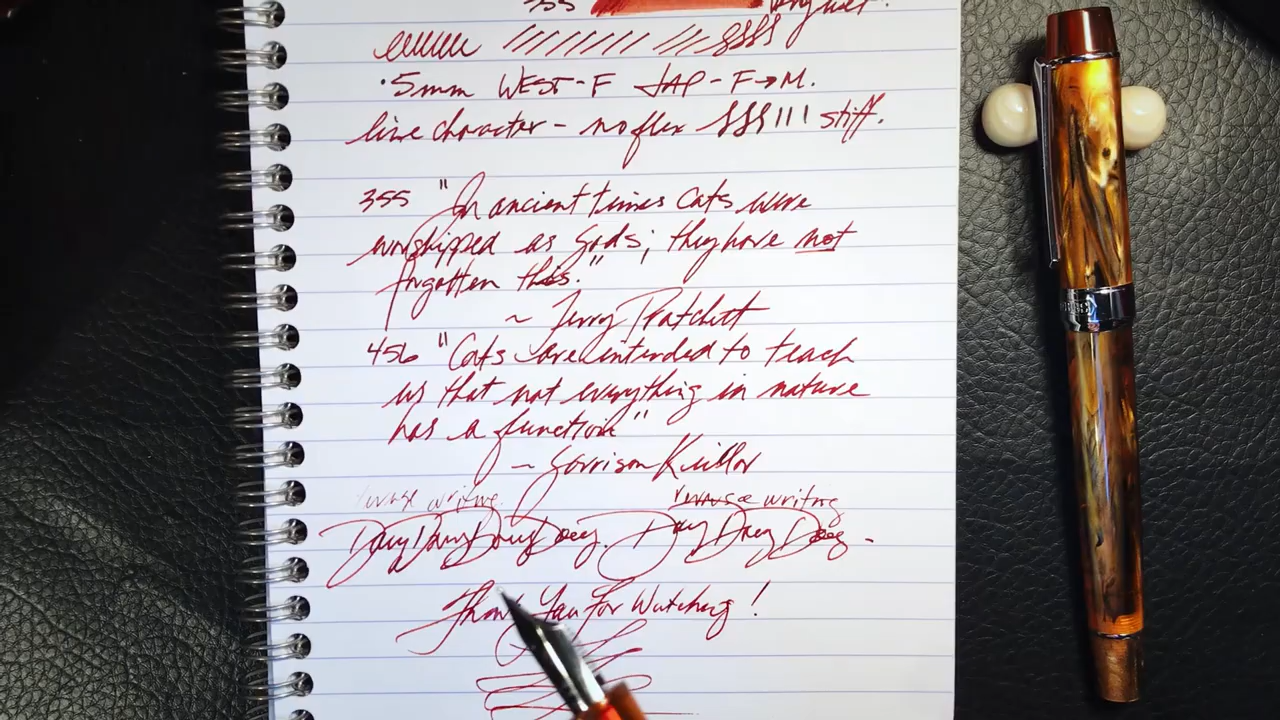 355
.5mm WEST-F JAP-F→M.
line character - no flex SSS III stiff.
355 "In ancient times cats were
worshipped as gods; they have not
forgotten this."
~ Terry Pratchett
456 "Cats are intended to teach
us that not everything in nature
has a function"
~ Garrison Keillor
reverse writing. reverse writing
Thank You For Watching!